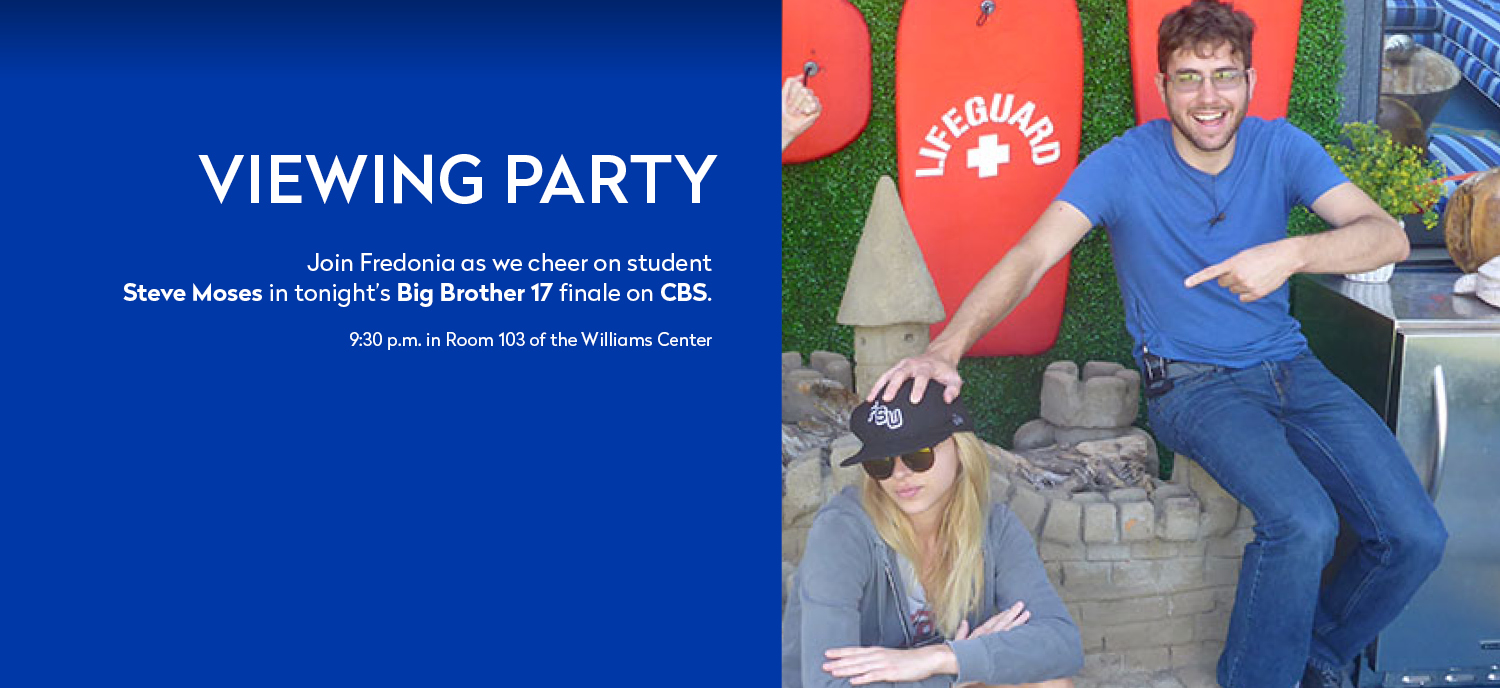 VIEWING PARTY
Join Fredonia as we cheer on student
Steve Moses in tonight's Big Brother 17 finale on CBS.
9:30 p.m. in Room 103 of the Williams Center
LIFEGUARD
FSU